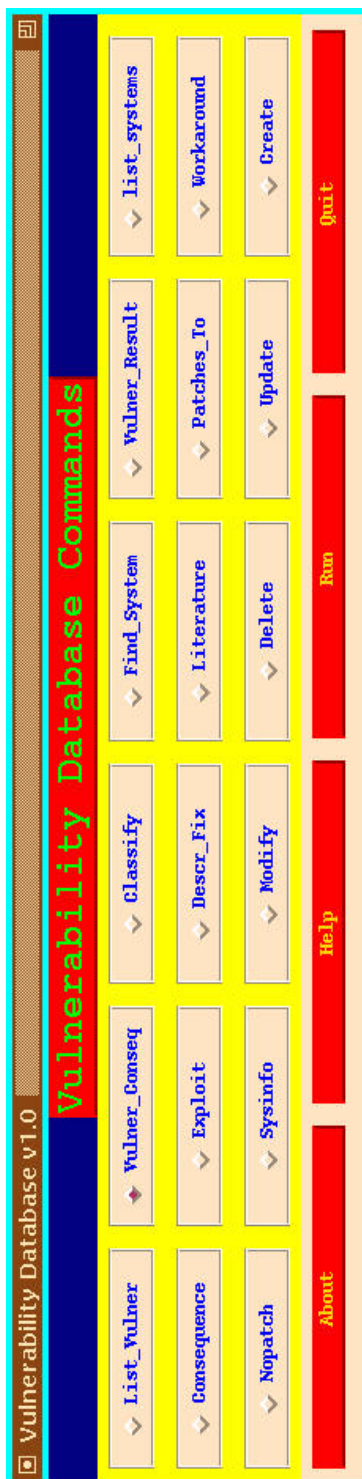 Vulnerability Database v1.0
Vulnerability Database Commands
List_Vulner Vulner_Conseq Classify Find_System Vulner_Result list_systems
Consequence Exploit Descr_Fix Literature Patches_To Workaround
Nopatch Sysinfo Modify Delete Update Create
About Help Run Quit